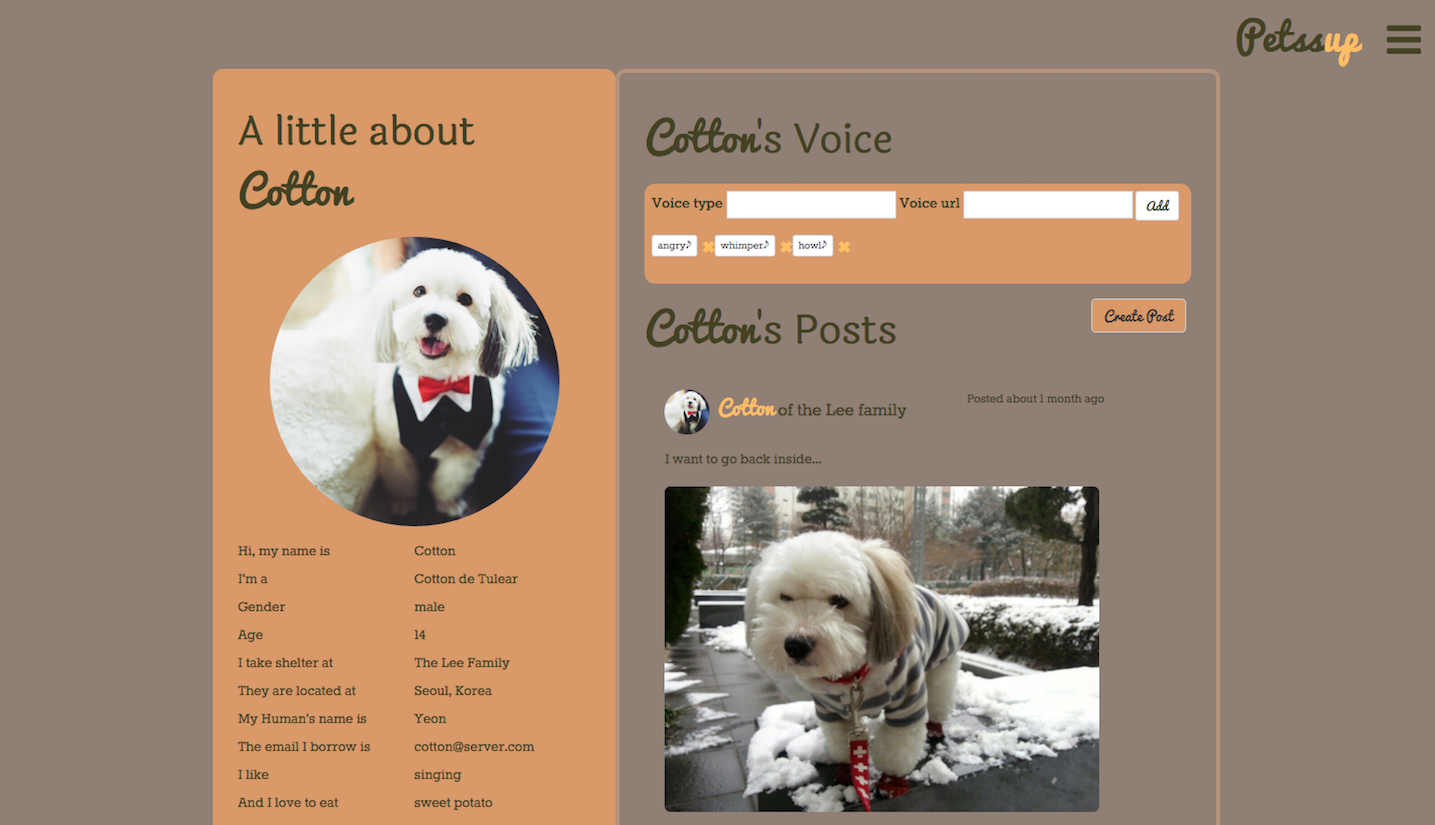 Petssup
A little about
Cotton
Hi, my name is Cotton
I'm a Cotton de Tulear
Gender male
Age 14
I take shelter at The Lee Family
They are located at Seoul, Korea
My Human's name is Yeon
The email I borrow is cotton@server.com
I like singing
And I love to eat sweet potato
Cotton's Voice
Voice type Voice url Add
angry♪ ✖ whimper♪ ✖ howl♪ ✖
Cotton's Posts
Create Post
Cotton of the Lee family
Posted about 1 month ago
I want to go back inside...